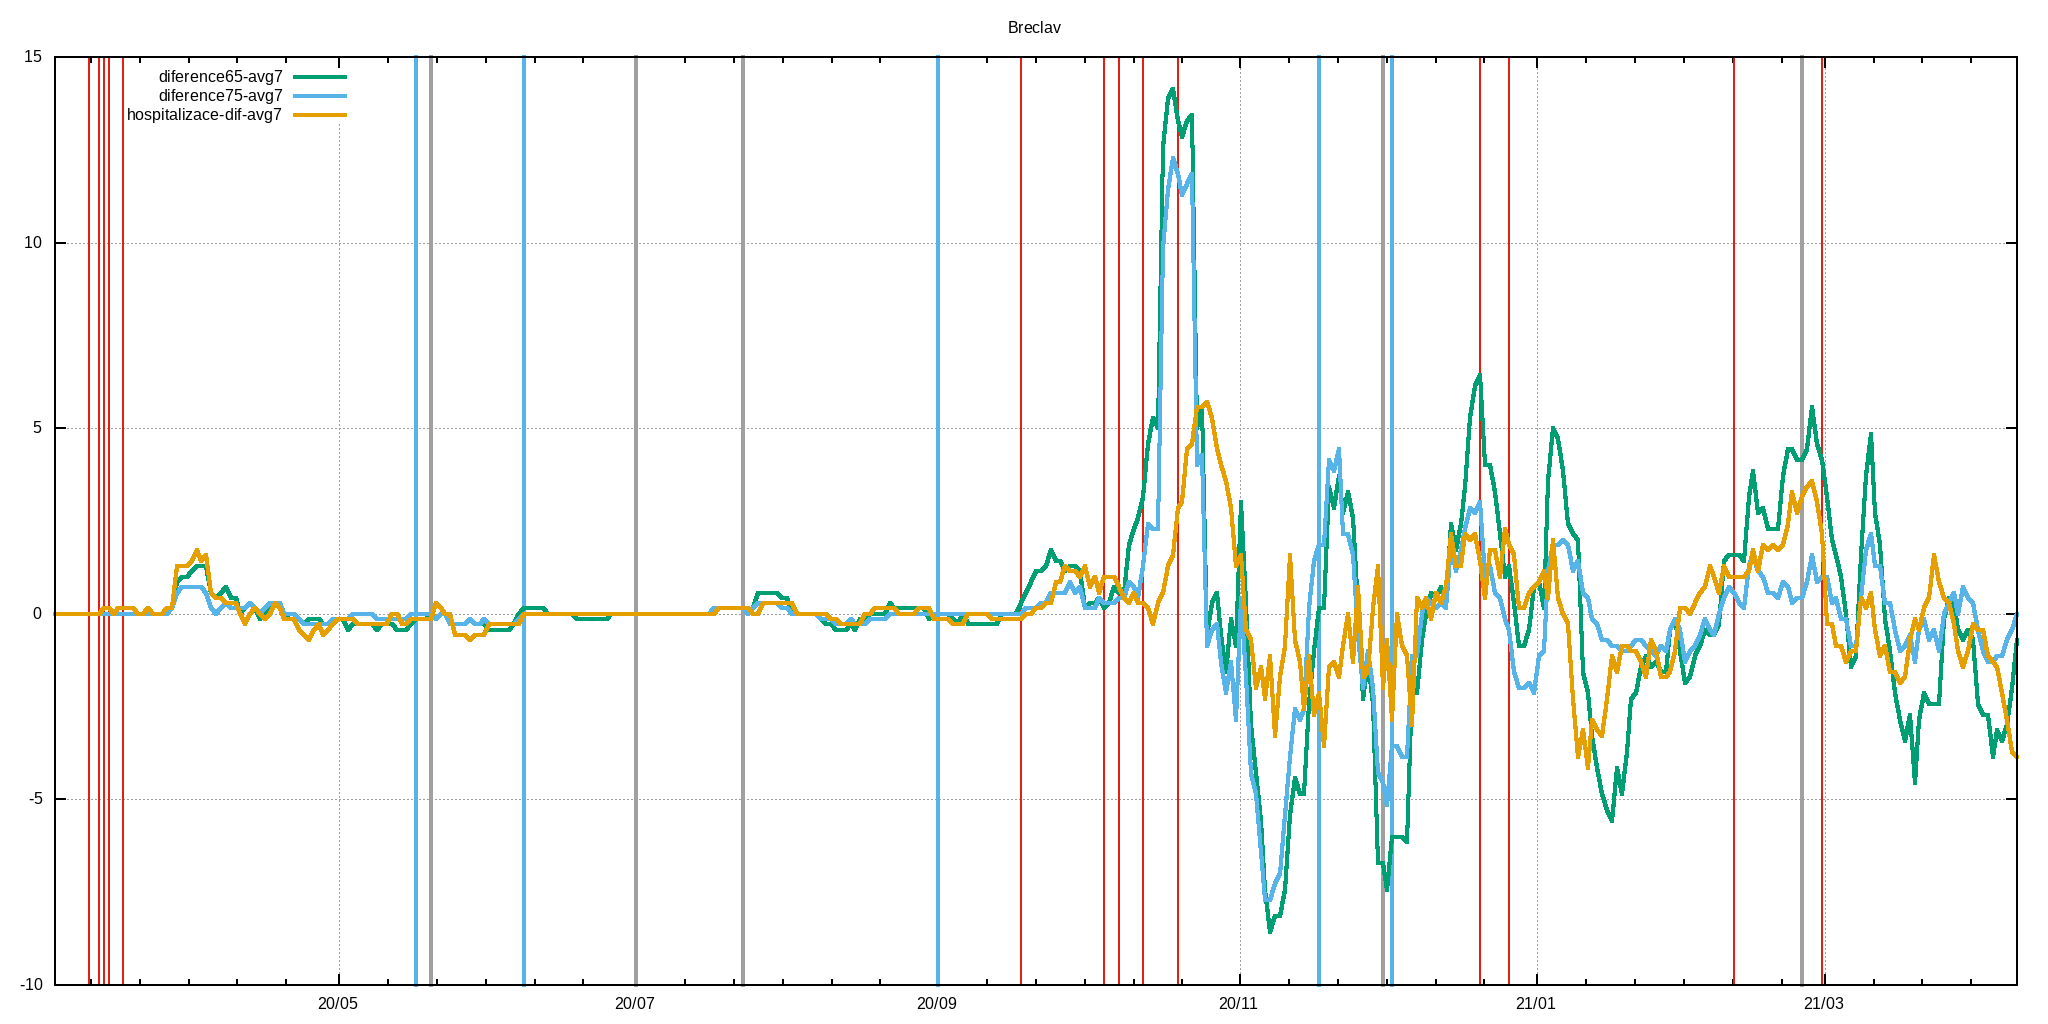 Breclav
15
diference65-avg7
diference75-avg7
hospitalizace-dif-avg7
10
5
0
-5
-10
20/05 20/07 20/09 20/11 21/01 21/03